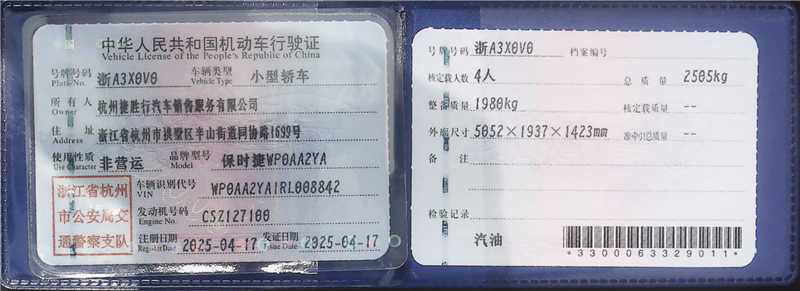 中华人民共和国机动车行驶证
Vehicle License of the People's Republic of China
号牌号码 浙A3X0V0 车辆类型 小型轿车
Plate No. Vehicle Type
所有人 杭州捷胜行汽车销售服务有限公司
Owner
住址 浙江省杭州市拱墅区半山街道同协路1699号
Address
使用性质 非营运 品牌型号 保时捷WP0AA2YA
Use Character Model
浙江省杭州
市公安局交
通警察支队
车辆识别代号 WP0AA2YA1RL008842
VIN
发动机号码 CSZ127100
Engine No.
注册日期 2025-04-17 发证日期 2025-04-17
Register Date Issue Date
号牌号码 浙A3X0V0 档案编号
核定载人数 4人 总质量 2505kg
整备质量 1980kg 核定载质量 --
外廓尺寸 5052×1937×1423mm 准牵引总质量 --
备注
检验记录
汽油
*3300063329011*